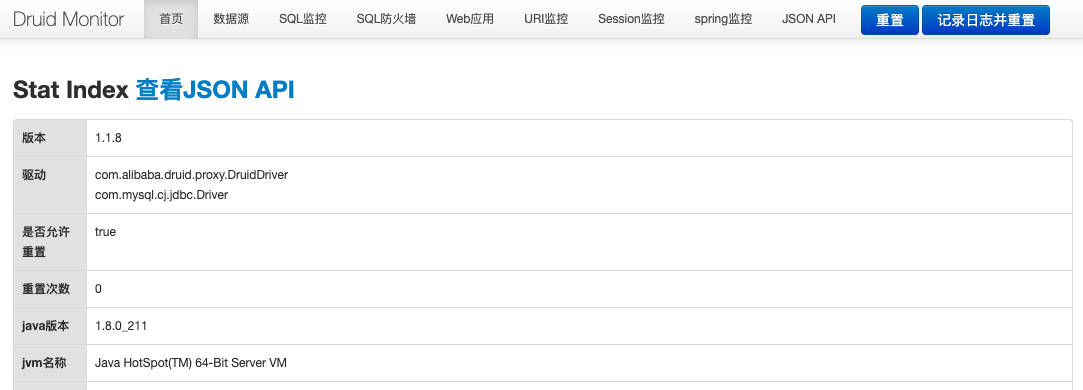 Druid Monitor 首页 数据源 SQL监控 SQL防火墙 Web应用 URI监控 Session监控 spring监控 JSON API 重置 记录日志并重置
Stat Index 查看JSON API
版本 1.1.8
驱动 com.alibaba.druid.proxy.DruidDriver
com.mysql.cj.jdbc.Driver
是否允许 true
重置
重置次数 0
java版本 1.8.0_211
jvm名称 Java HotSpot(TM) 64-Bit Server VM